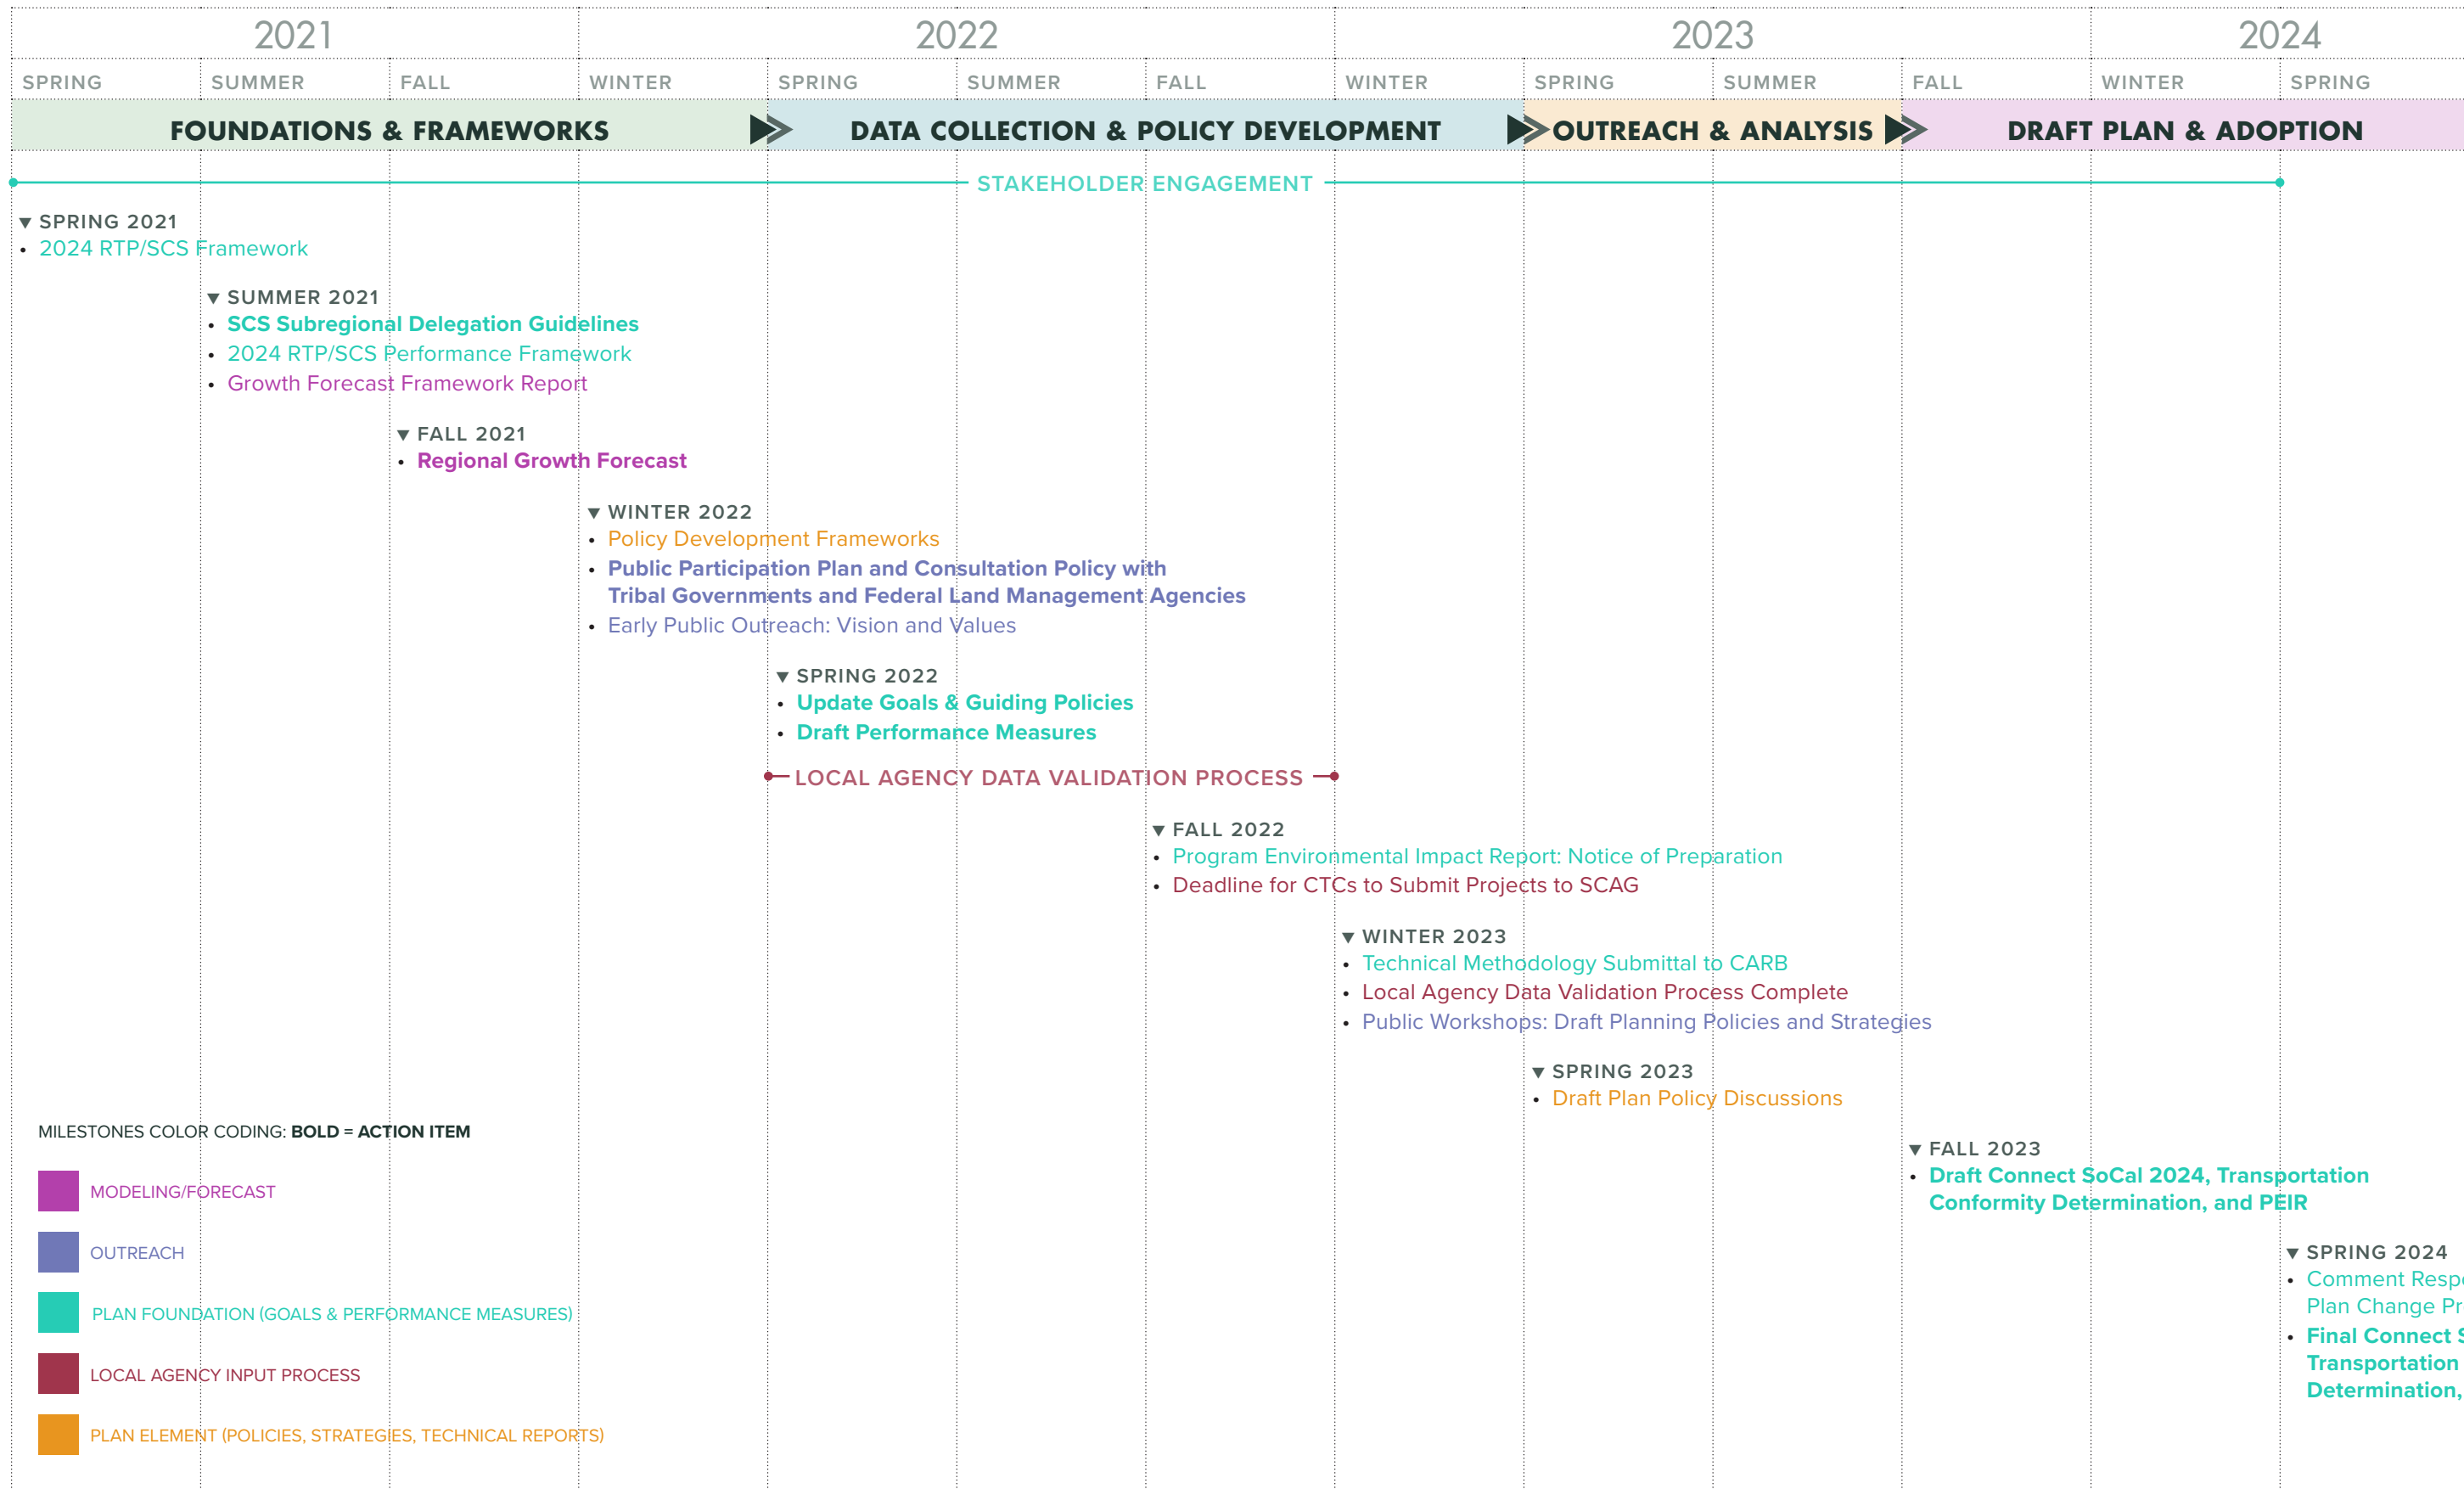 2021 2022 2023 2024
SPRING SUMMER FALL WINTER SPRING SUMMER FALL WINTER SPRING SUMMER FALL WINTER SPRING
FOUNDATIONS & FRAMEWORKS DATA COLLECTION & POLICY DEVELOPMENT OUTREACH & ANALYSIS DRAFT PLAN & ADOPTION
STAKEHOLDER ENGAGEMENT
▼ SPRING 2021
• 2024 RTP/SCS Framework
▼ SUMMER 2021
• SCS Subregional Delegation Guidelines
• 2024 RTP/SCS Performance Framework
• Growth Forecast Framework Report
▼ FALL 2021
• Regional Growth Forecast
▼ WINTER 2022
• Policy Development Frameworks
• Public Participation Plan and Consultation Policy with
Tribal Governments and Federal Land Management Agencies
• Early Public Outreach: Vision and Values
▼ SPRING 2022
• Update Goals & Guiding Policies
• Draft Performance Measures
LOCAL AGENCY DATA VALIDATION PROCESS
▼ FALL 2022
• Program Environmental Impact Report: Notice of Preparation
• Deadline for CTCs to Submit Projects to SCAG
▼ WINTER 2023
• Technical Methodology Submittal to CARB
• Local Agency Data Validation Process Complete
• Public Workshops: Draft Planning Policies and Strategies
▼ SPRING 2023
• Draft Plan Policy Discussions
▼ FALL 2023
• Draft Connect SoCal 2024, Transportation
Conformity Determination, and PEIR
▼ SPRING 2024
• Comment
Plan Change
• Final Connect
Transportation
Determination,
MILESTONES COLOR CODING: BOLD = ACTION ITEM
MODELING/FORECAST
OUTREACH
PLAN FOUNDATION (GOALS & PERFORMANCE MEASURES)
LOCAL AGENCY INPUT PROCESS
PLAN ELEMENT (POLICIES, STRATEGIES, TECHNICAL REPORTS)